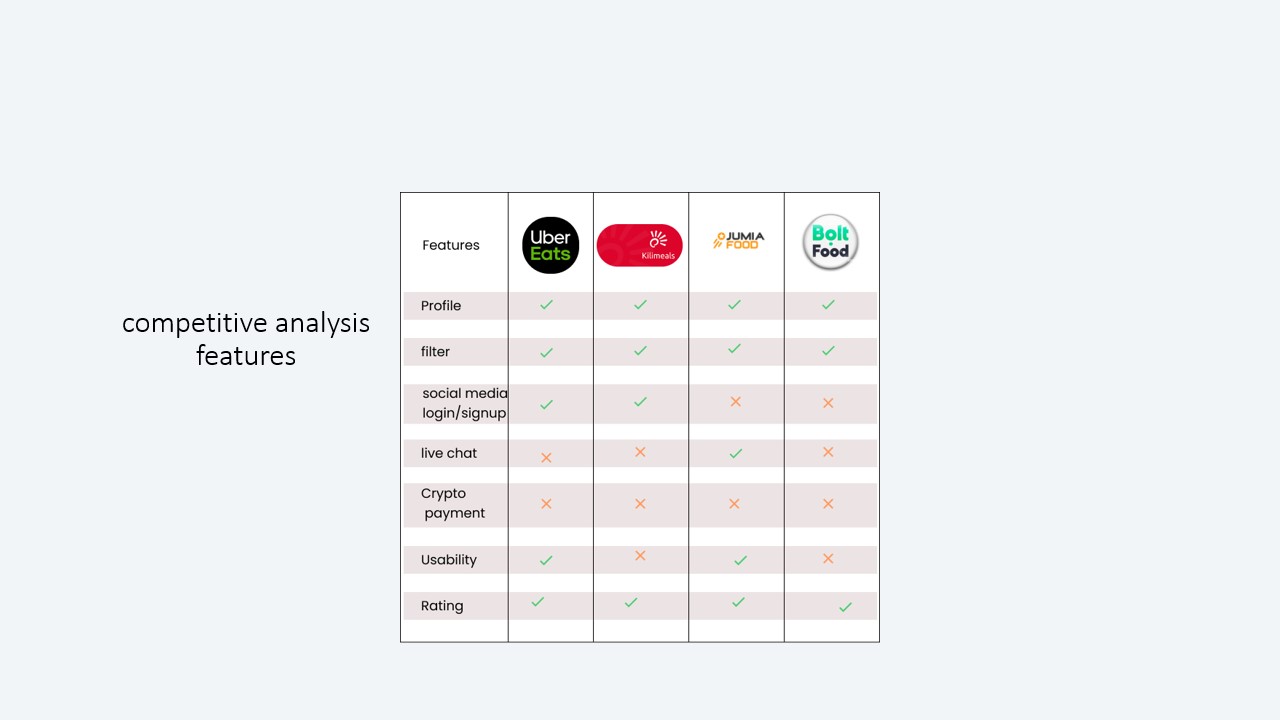 competitive analysis
features
Features
Uber
Eats
Kilimeals
JUMIA
FOOD
Bolt
Food
Profile
filter
social media
login/signup
live chat
Crypto
payment
Usability
Rating